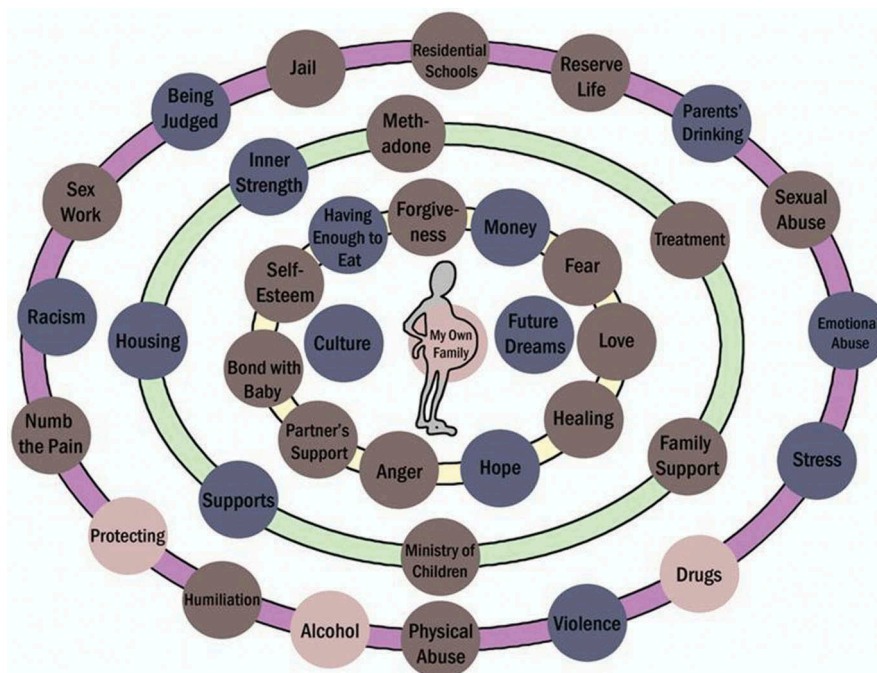 Residential
Schools
Jail
Reserve
Life
Being
Judged
Parents'
Drinking
Meth-
adone
Inner
Strength
Sex
Work
Sexual
Abuse
Forgive-
ness
Having
Enough to
Eat
Money
Treatment
Self-
Esteem
Fear
Racism
Housing
Culture
My Own
Family
Future
Dreams
Love
Emotional
Abuse
Bond with
Baby
Healing
Numb
the Pain
Partner's
Support
Anger
Hope
Family
Support
Stress
Supports
Protecting
Ministry of
Children
Drugs
Humiliation
Alcohol
Physical
Abuse
Violence